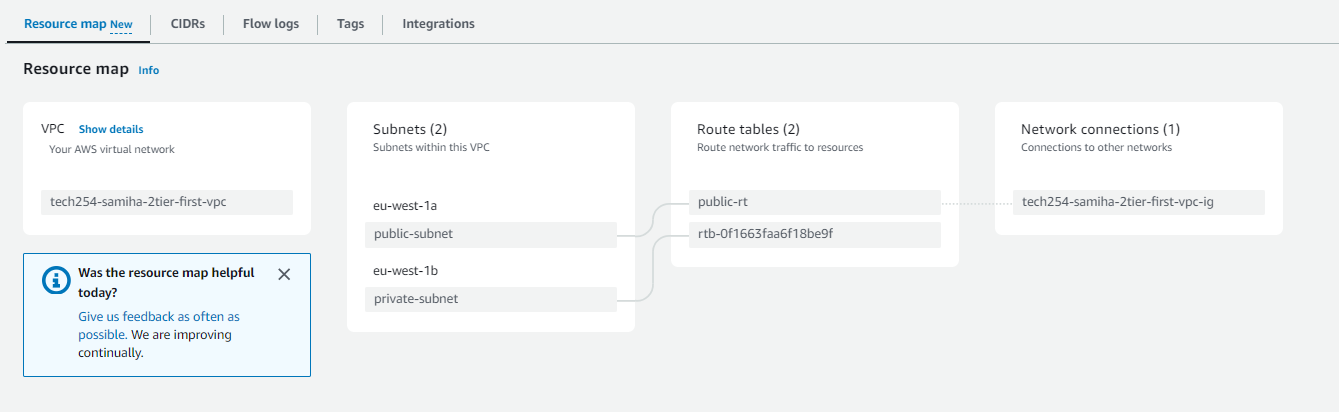 Resource map New
CIDRs
Flow logs
Tags
Integrations
Resource map Info
VPC Show details
Your AWS virtual network
tech254-samiha-2tier-first-vpc
Was the resource map helpful
today?
Give us feedback as often as
possible. We are improving
continually.
Subnets (2)
Subnets within this VPC
eu-west-1a
public-subnet
eu-west-1b
private-subnet
Route tables (2)
Route network traffic to resources
public-rt
rtb-0f1663faa6f18be9f
Network connections (1)
Connections to other networks
tech254-samiha-2tier-first-vpc-ig